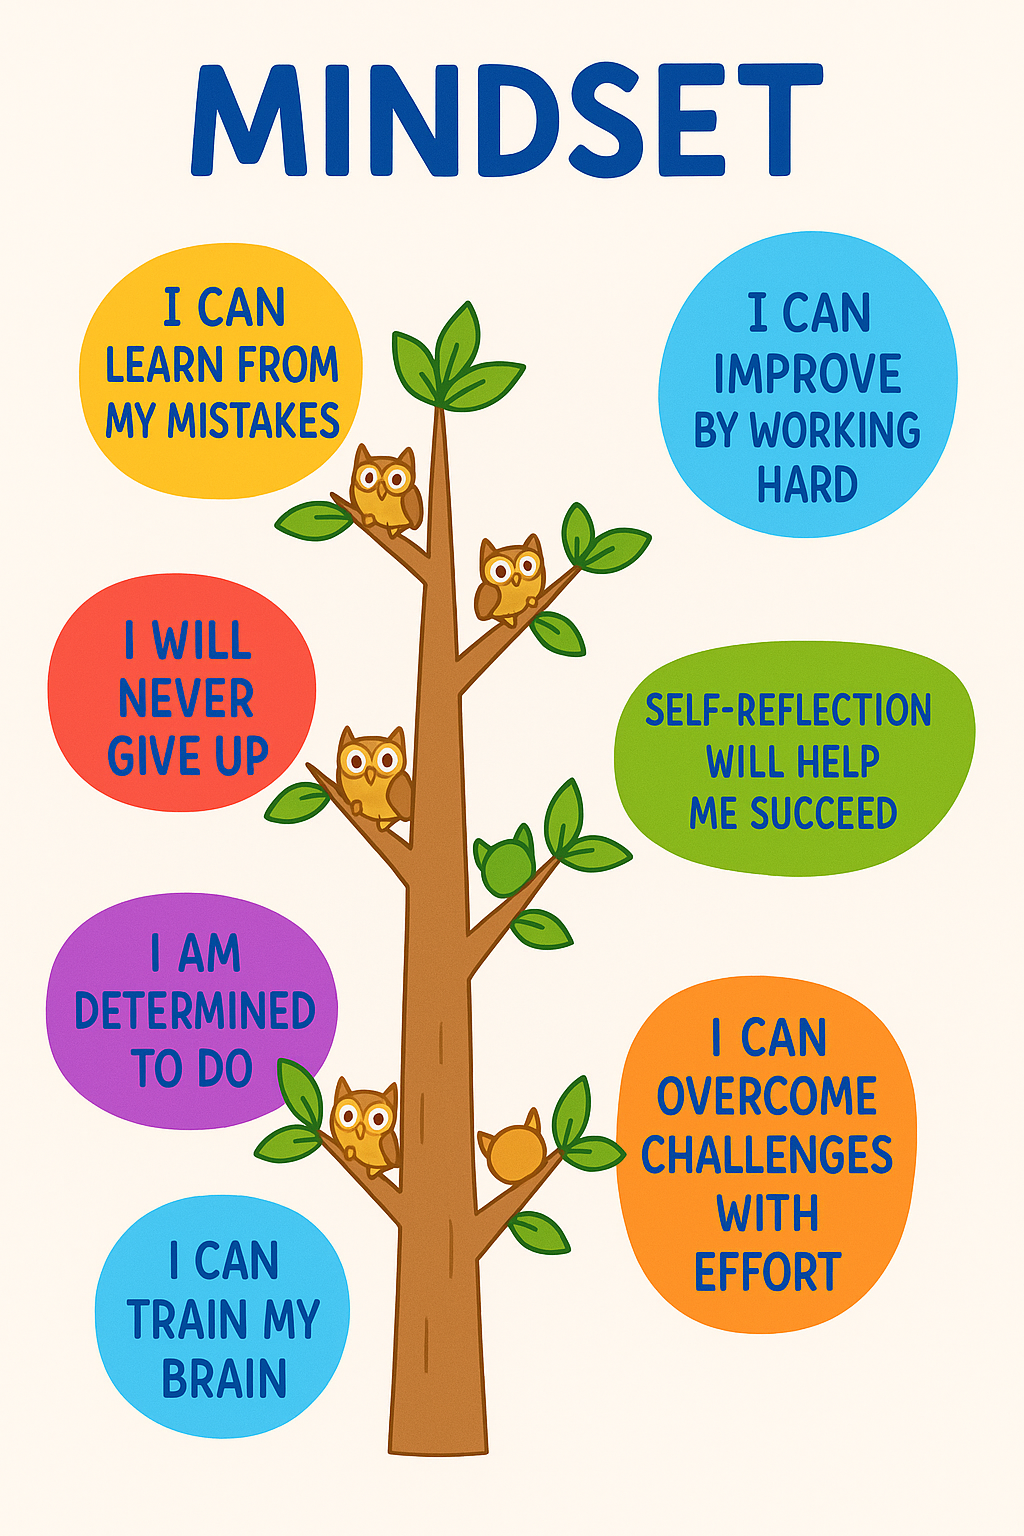 MINDSET
I CAN
LEARN FROM
MY MISTAKES
I CAN
IMPROVE
BY WORKING
HARD
I WILL
NEVER
GIVE UP
SELF-REFLECTION
WILL HELP
ME SUCCEED
I AM
DETERMINED
TO DO
I CAN
OVERCOME
CHALLENGES
WITH
EFFORT
I CAN
TRAIN MY
BRAIN